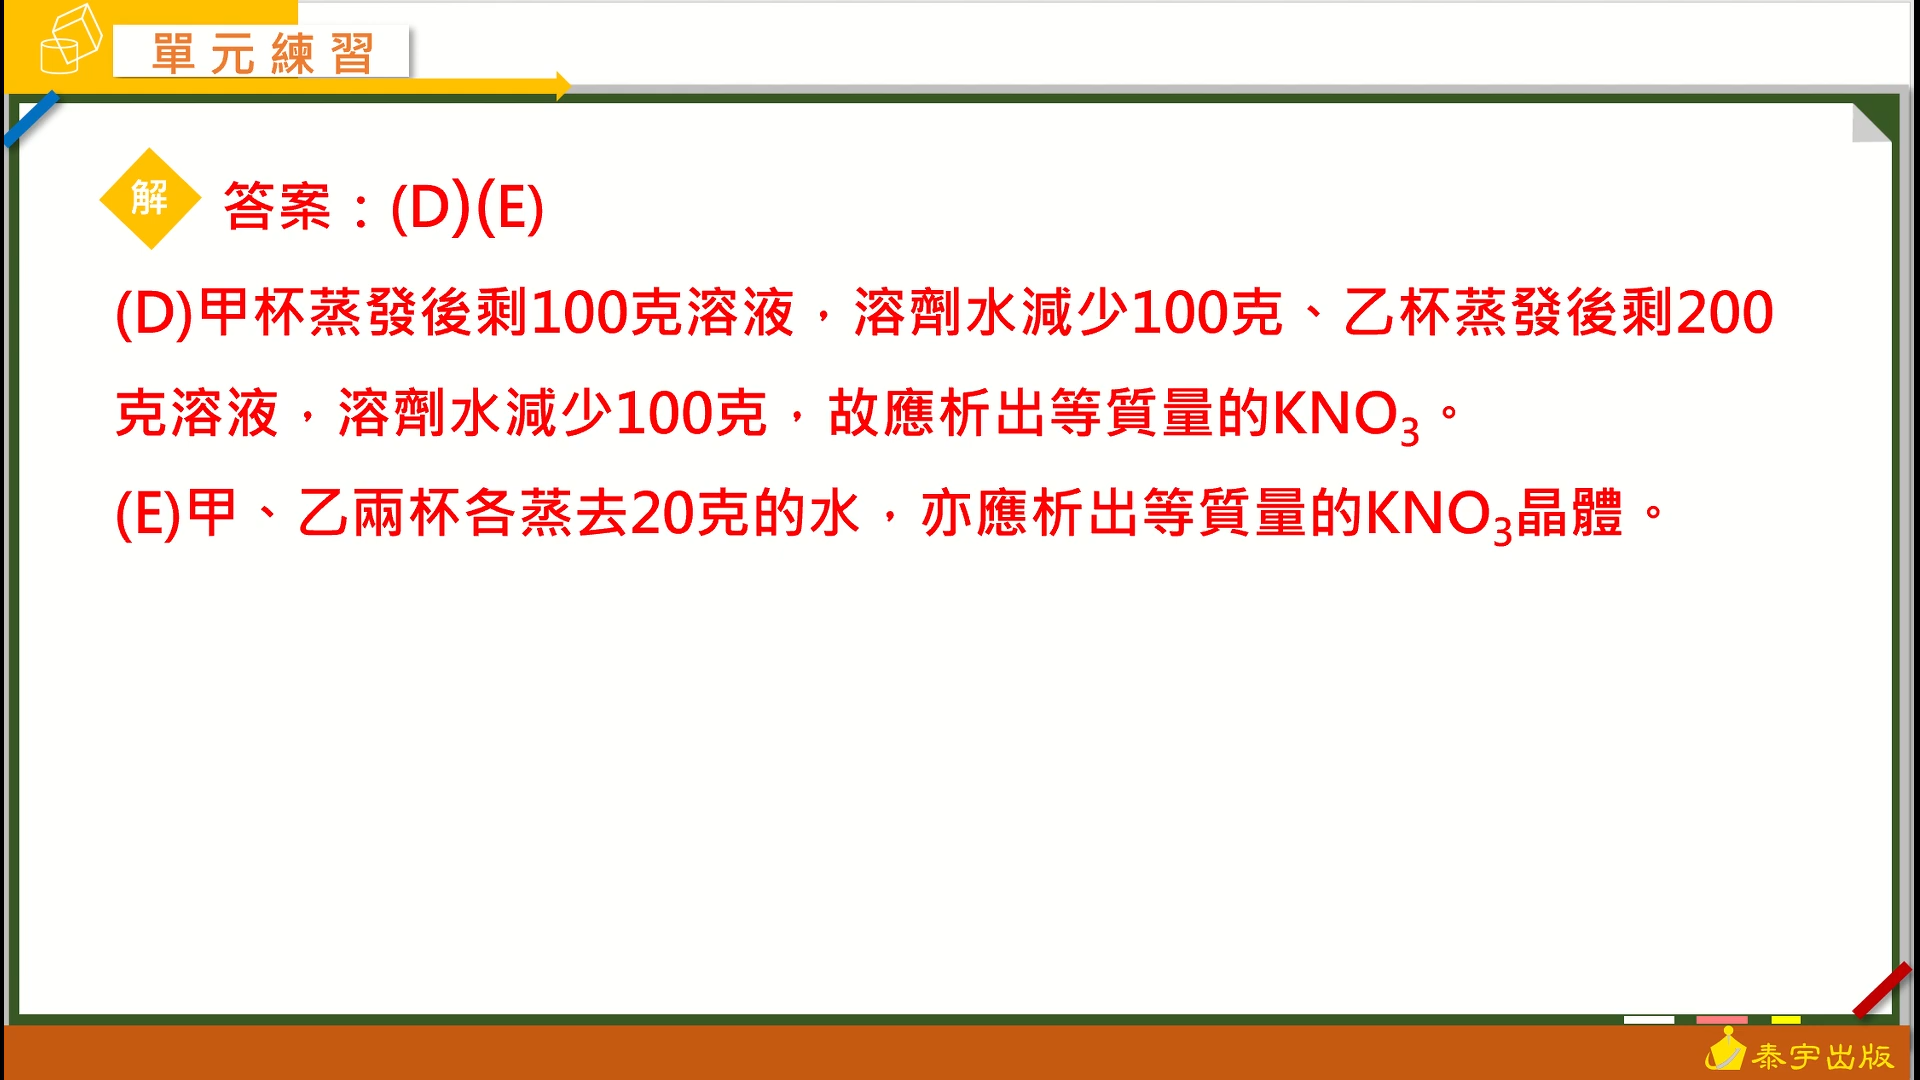 單元練習
解 答案：(D)(E)
(D)甲杯蒸發後剩100克溶液，溶劑水減少100克、乙杯蒸發後剩200
克溶液，溶劑水減少100克，故應析出等質量的KNO₃。
(E)甲、乙兩杯各蒸去20克的水，亦應析出等質量的KNO₃晶體。
泰宇出版